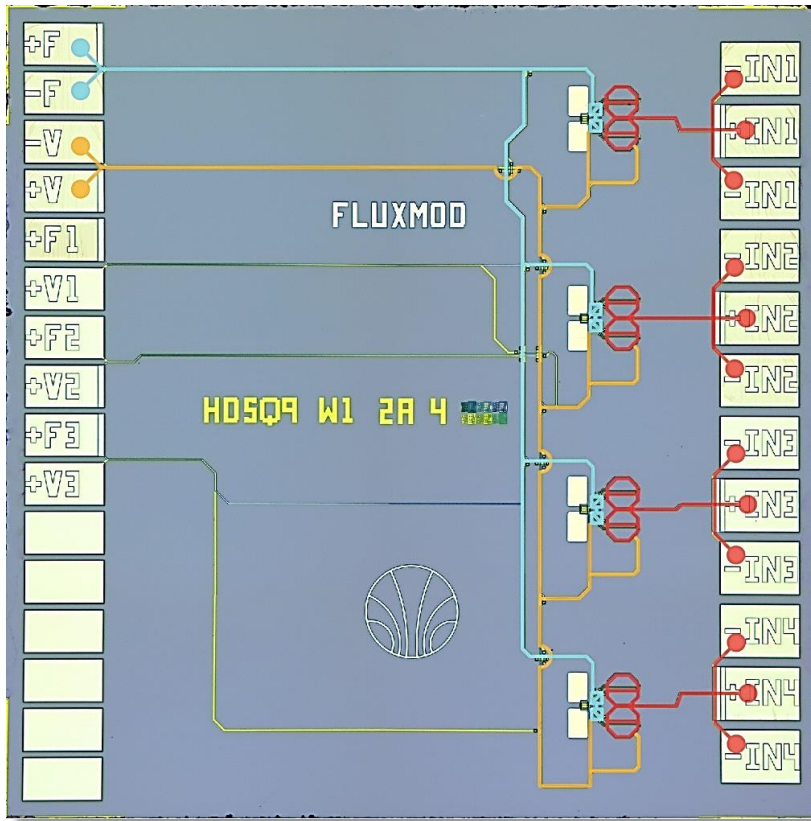 +F
-F
-V
+V
+F1
+V1
+F2
+V2
+F3
+V3
FLUXMOD
HDSQ9 W1 2A 4
-IN1
+IN1
-IN1
-IN2
+IN2
-IN2
-IN3
+IN3
-IN3
-IN4
+IN4
-IN4